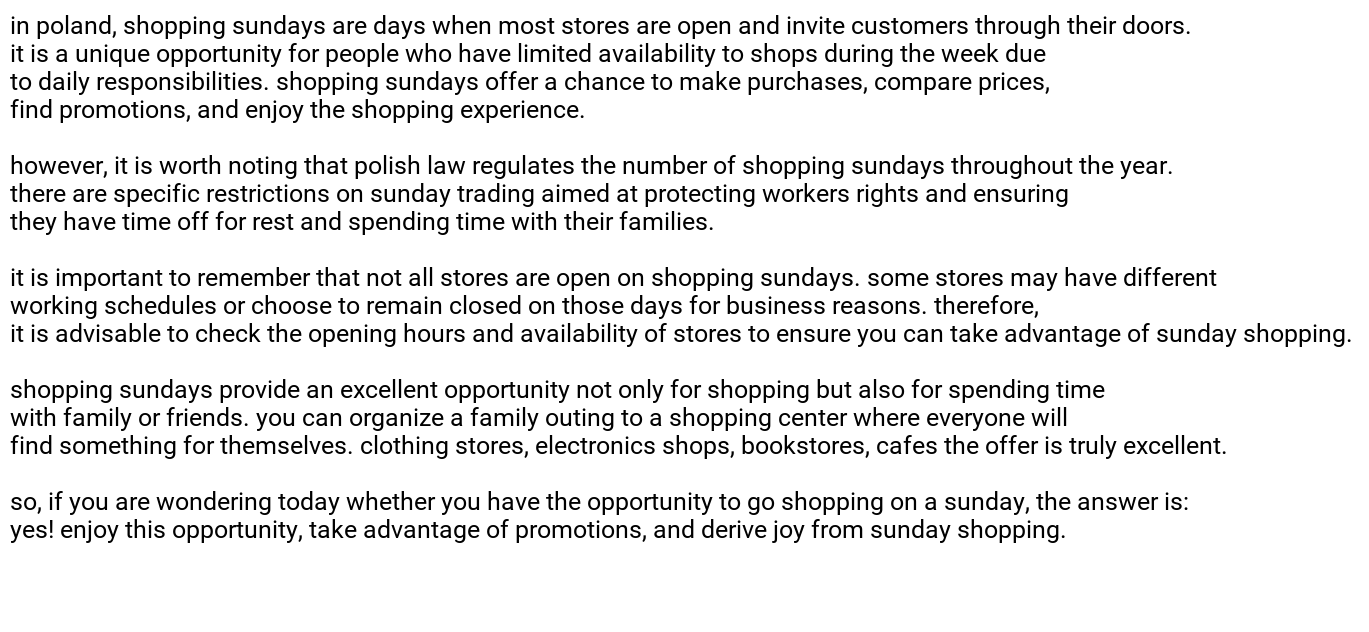 in poland, shopping sundays are days when most stores are open and invite customers through their doors.
it is a unique opportunity for people who have limited availability to shops during the week due
to daily responsibilities. shopping sundays offer a chance to make purchases, compare prices,
find promotions, and enjoy the shopping experience.

however, it is worth noting that polish law regulates the number of shopping sundays throughout the year.
there are specific restrictions on sunday trading aimed at protecting workers rights and ensuring
they have time off for rest and spending time with their families.

it is important to remember that not all stores are open on shopping sundays. some stores may have different
working schedules or choose to remain closed on those days for business reasons. therefore,
it is advisable to check the opening hours and availability of stores to ensure you can take advantage of sunday shopping.

shopping sundays provide an excellent opportunity not only for shopping but also for spending time
with family or friends. you can organize a family outing to a shopping center where everyone will
find something for themselves. clothing stores, electronics shops, bookstores, cafes the offer is truly excellent.

so, if you are wondering today whether you have the opportunity to go shopping on a sunday, the answer is:
yes! enjoy this opportunity, take advantage of promotions, and derive joy from sunday shopping.